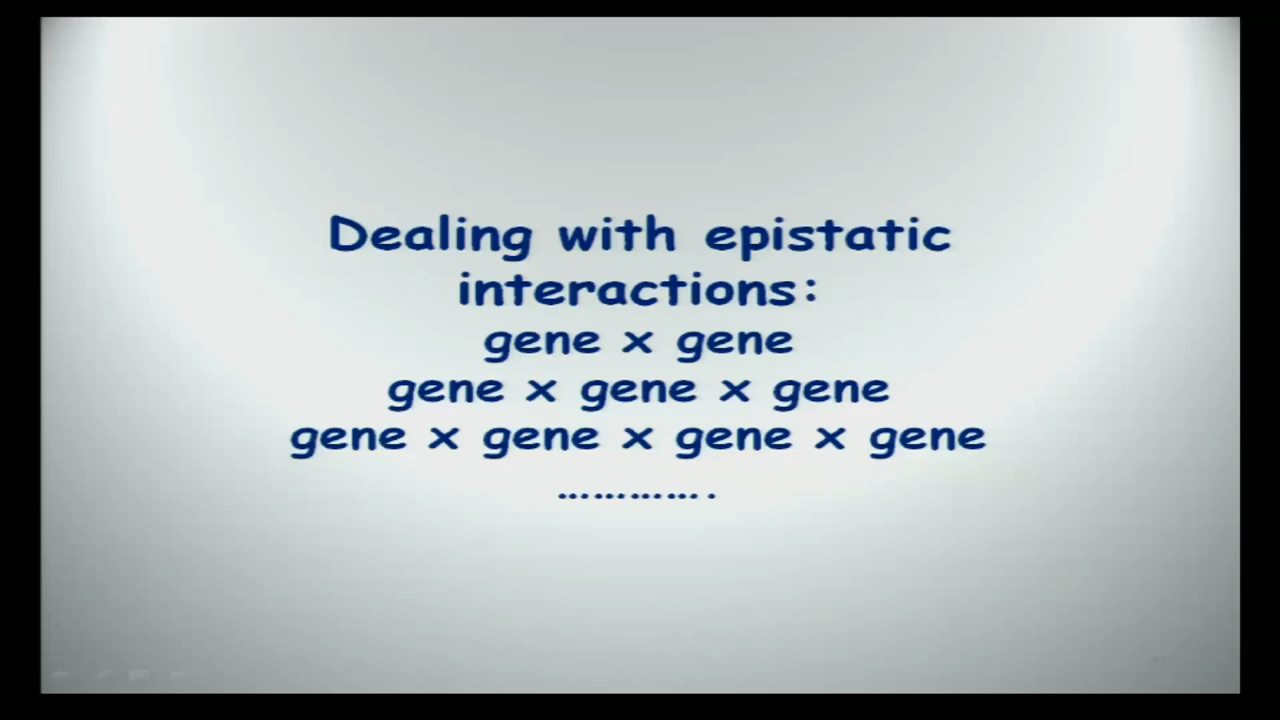 Dealing with epistatic
interactions:
gene x gene
gene x gene x gene
gene x gene x gene x gene
………….